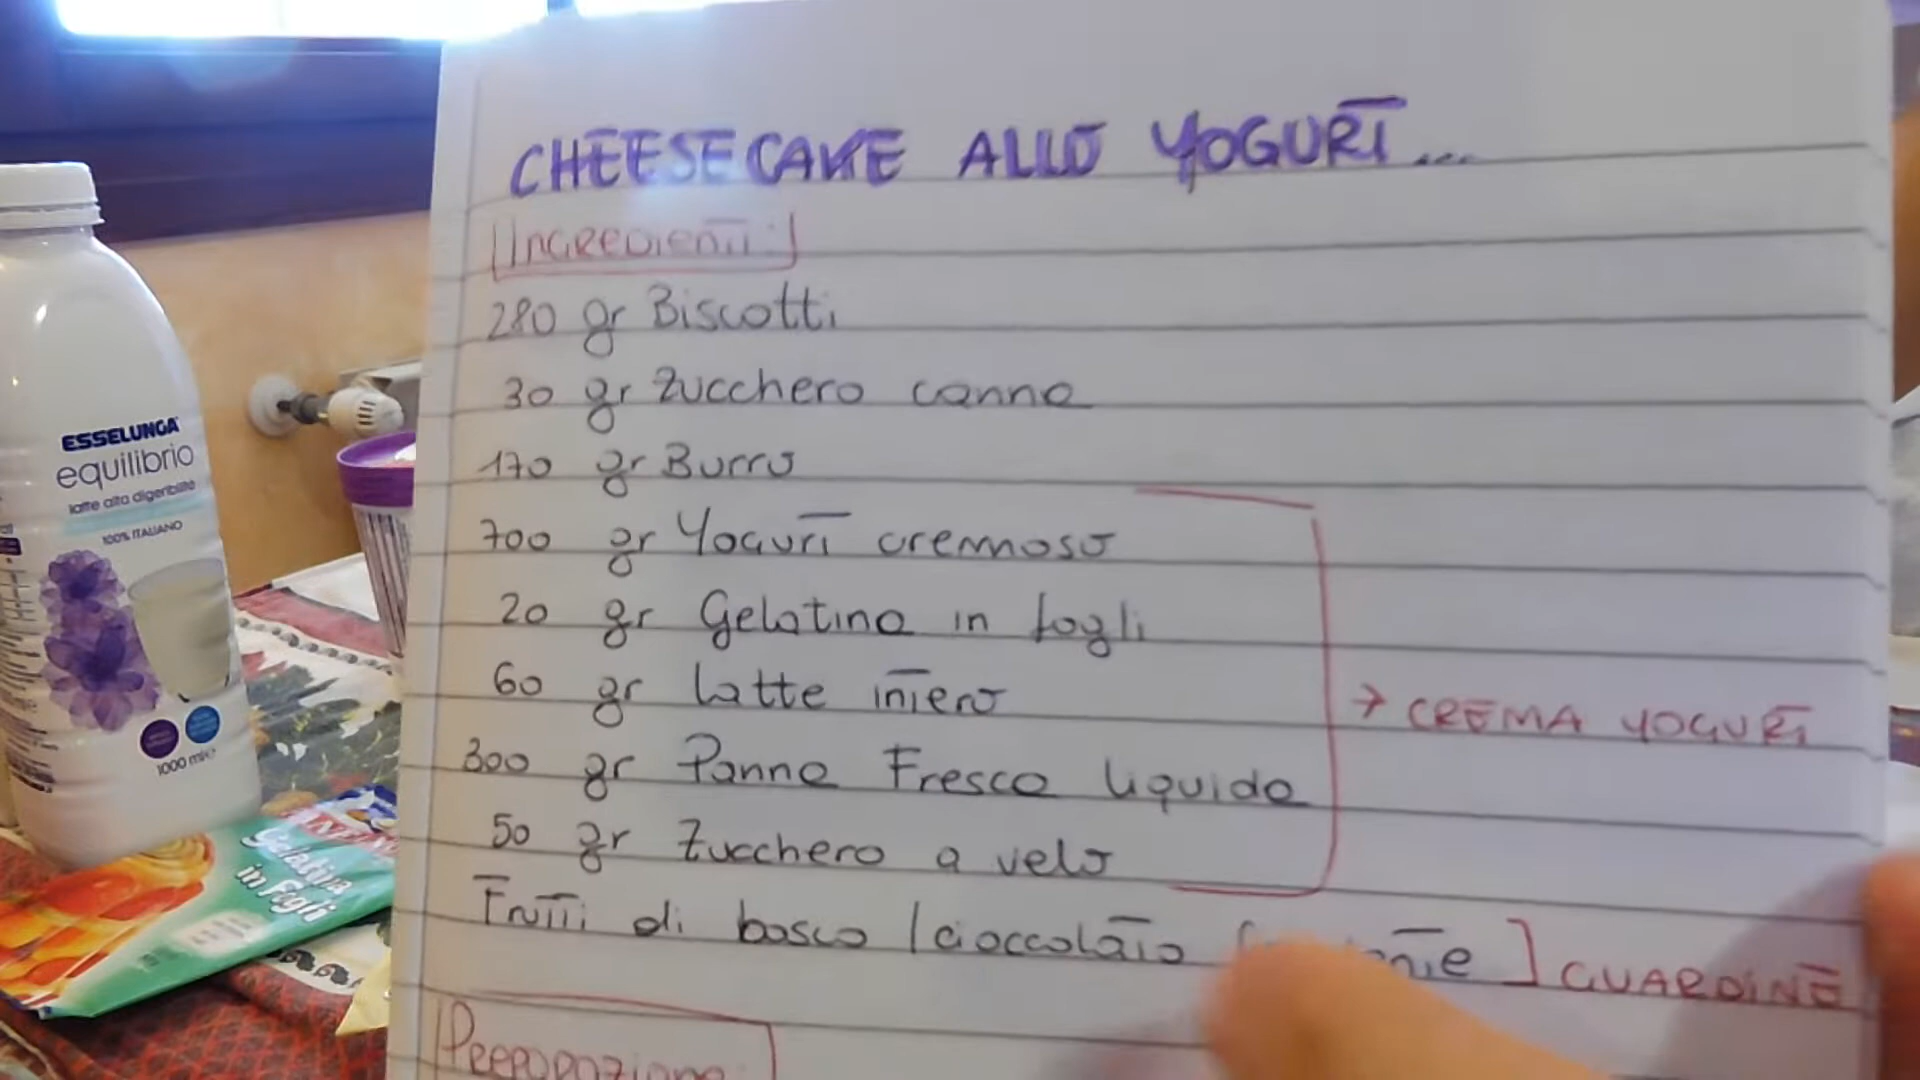 CHEESECAKE ALLO YOGURT...
Ingredienti:
280 gr Biscotti
30 gr Zucchero canna
170 gr Burro
700 gr Yogurt cremoso
20 gr Gelatina in fogli
60 gr latte intero
300 gr Panna Fresca liquida
50 gr Zucchero a velo
→ CREMA YOGURT
Frutti di bosco / cioccolato
GUARDINE
Preparazione
ESSELUNGA
equilibrio
latte alta digeribilità
100% ITALIANO
1000 ml e
Gelatina
in Fogli